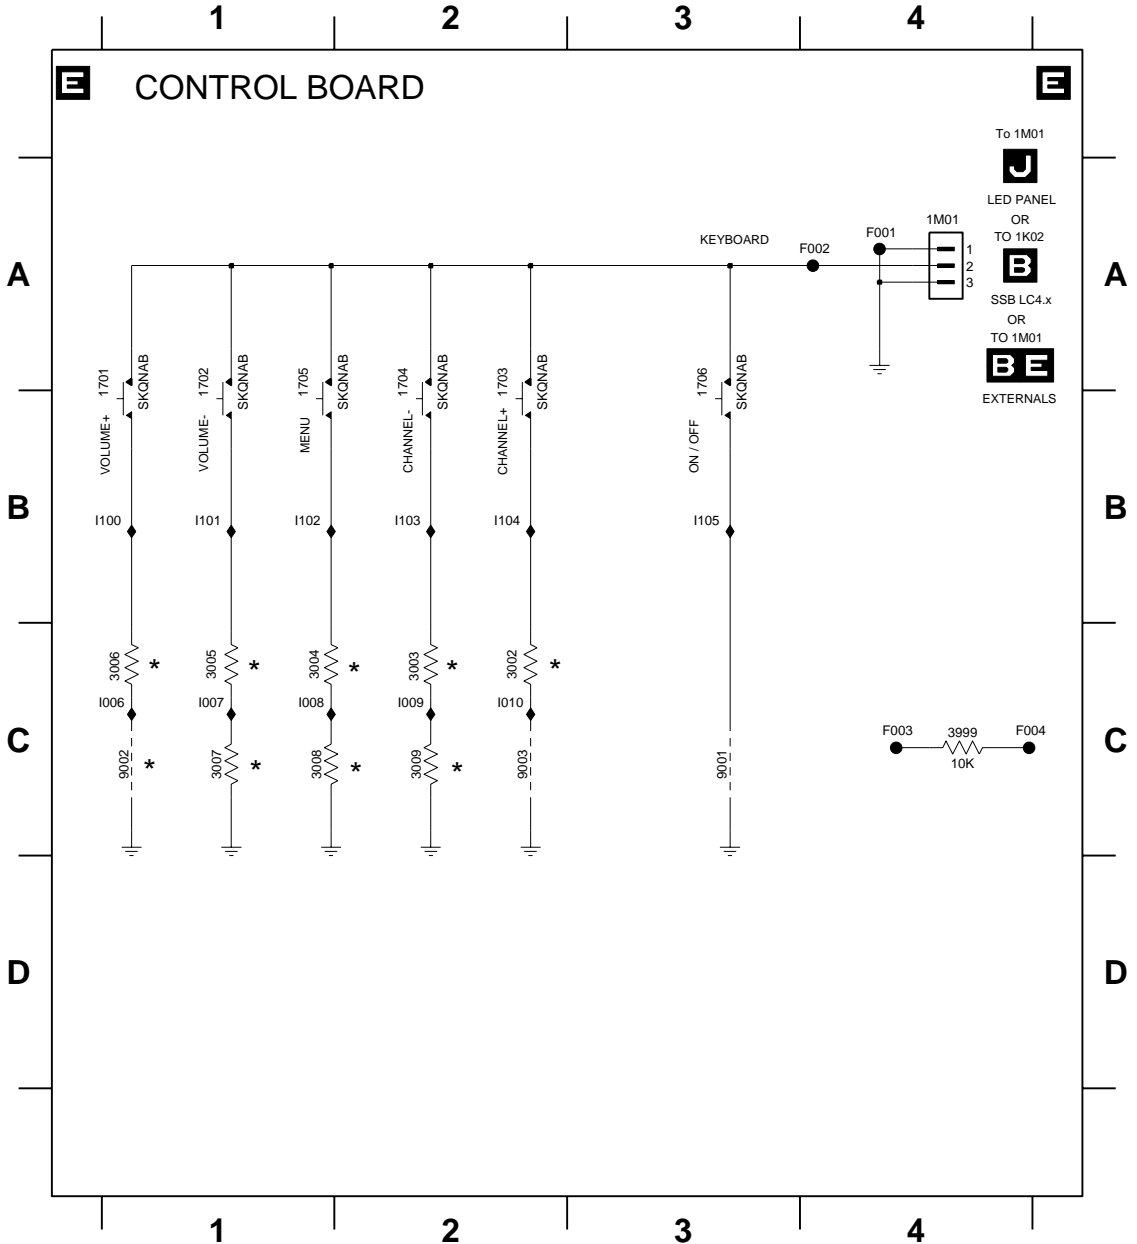 1 2 3 4
E CONTROL BOARD E
To 1M01
J
LED PANEL
OR
TO 1K02
B
SSB LC4.x
OR
TO 1M01
B E
EXTERNALS
A A
KEYBOARD F002 F001 1M01
1
2
3
1701 SKQNAB 1702 SKQNAB 1705 SKQNAB 1704 SKQNAB 1703 SKQNAB 1706 SKQNAB
VOLUME+ VOLUME- MENU CHANNEL- CHANNEL+ ON / OFF
B B
I100 I101 I102 I103 I104 I105
3006 * 3005 * 3004 * 3003 * 3002 *
I006 I007 I008 I009 I010
C C
9002 * 3007 * 3008 * 3009 * 9003 9001
F003 3999 F004
10K
D D
1 2 3 4